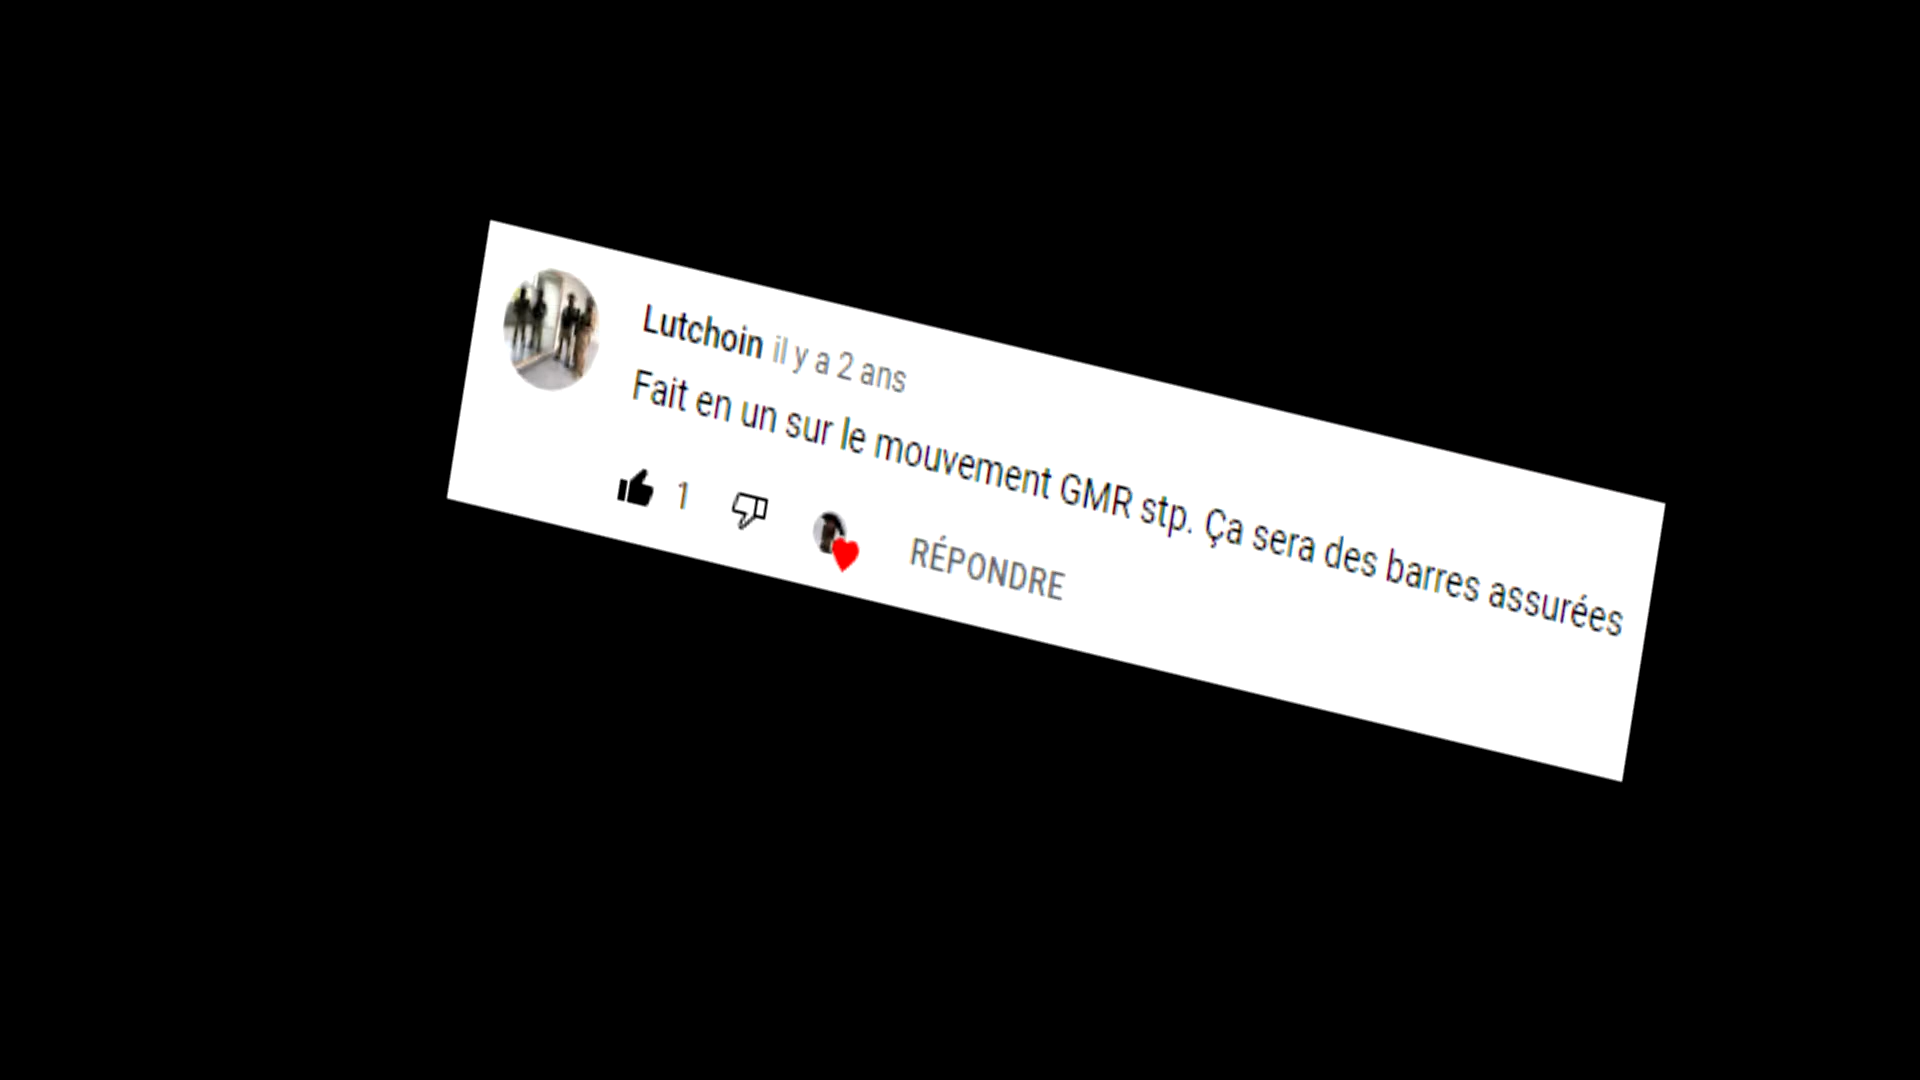 Lutchoin il y a 2 ans
Fait en un sur le mouvement GMR stp. Ça sera des barres assurées
1 RÉPONDRE